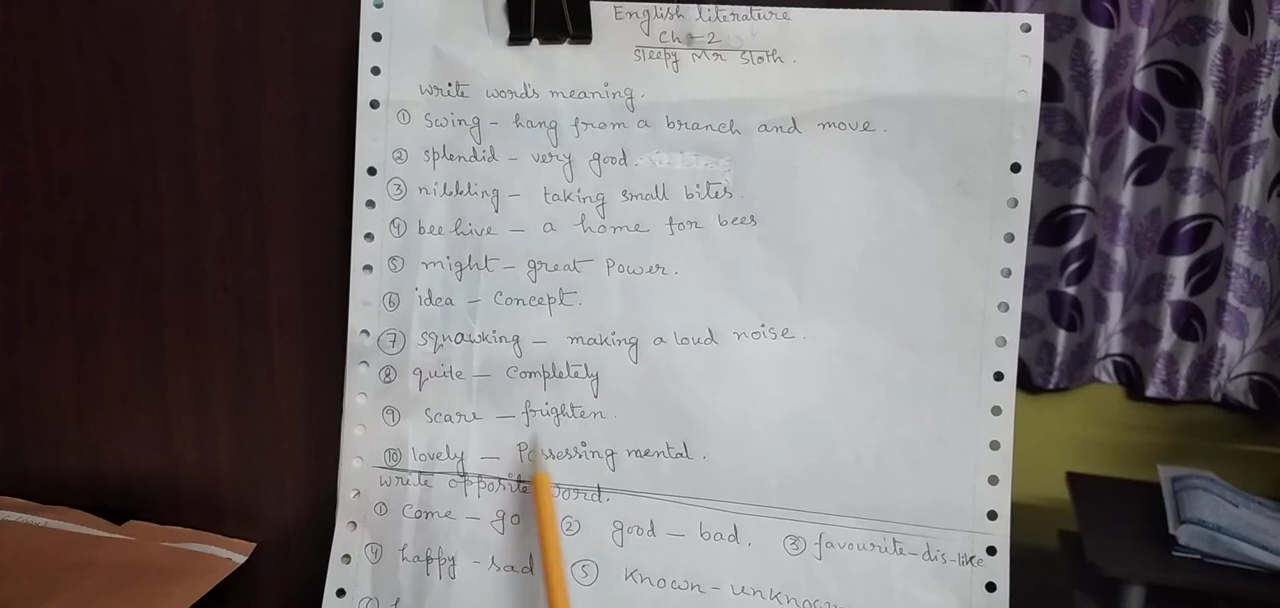 English literature
Ch-2
sleepy Mr Sloth.
write words meaning.
① swing - hang from a branch and move.
② splendid - very good
③ nibbling - taking small bites.
④ bee hive - a home for bees
⑤ might - great Power.
⑥ idea - Concept.
⑦ squawking - making a loud noise.
⑧ quite - Completely
⑨ Scare - frighten.
⑩ lovely - Possessing mental.
write opposite word.
① Come - go ② good - bad. ③ favourite - dis-like
④ happy - sad ⑤ Known - unknown